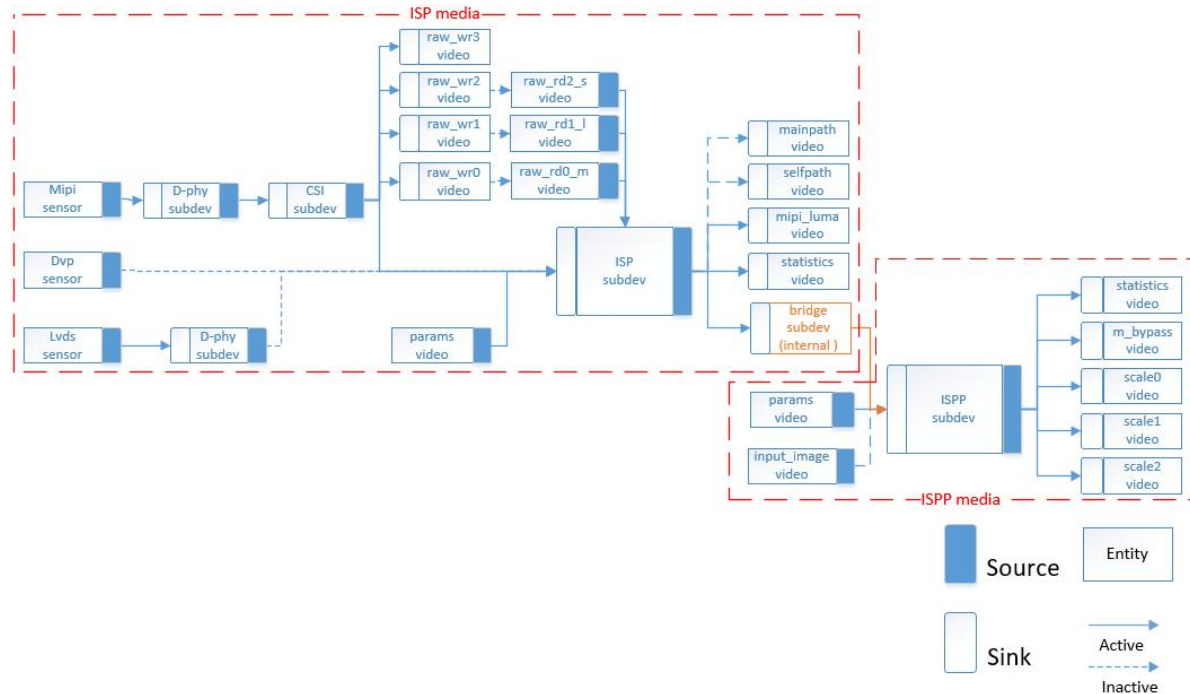 ISP media
raw_wr3
video
raw_wr2
video
raw_rd2_s
video
raw_wr1
video
raw_rd1_l
video
raw_wr0
video
raw_rd0_m
video
Mipi
sensor
D-phy
subdev
CSI
subdev
Dvp
sensor
Lvds
sensor
D-phy
subdev
params
video
ISP
subdev
mainpath
video
selfpath
video
mipi_luma
video
statistics
video
bridge
subdev
(internal )
params
video
input_image
video
ISPP
subdev
statistics
video
m_bypass
video
scale0
video
scale1
video
scale2
video
ISPP media
Source
Entity
Sink
Active
Inactive